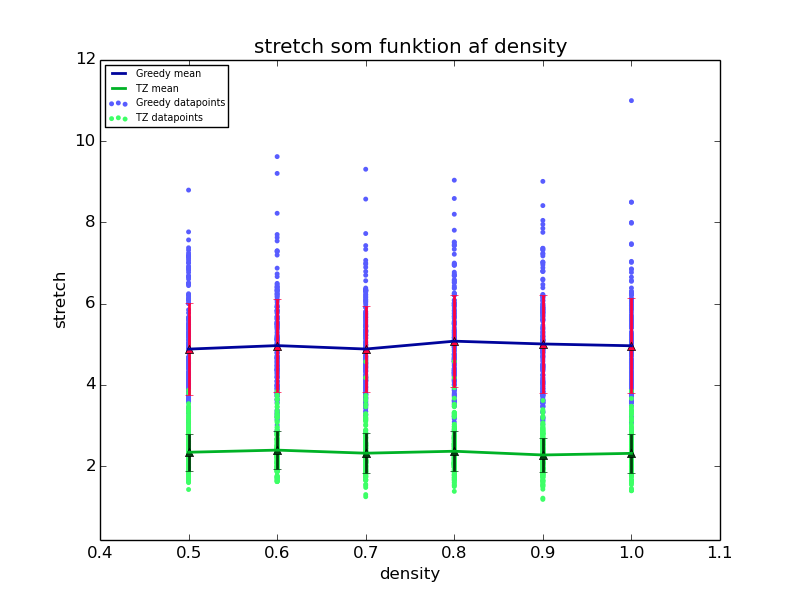 stretch som funktion af density
12
10
8
6
4
2
stretch
Greedy mean
TZ mean
Greedy datapoints
TZ datapoints
0.4 0.5 0.6 0.7 0.8 0.9 1.0 1.1
density